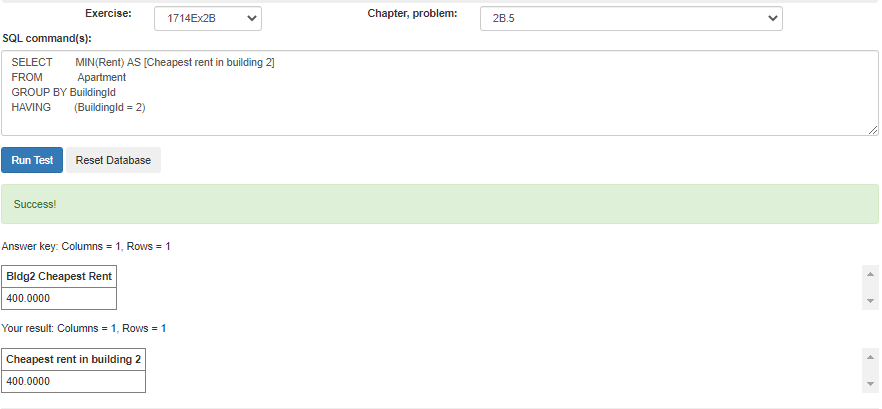 Exercise: 1714Ex2B Chapter, problem: 2B.5
SQL command(s):
SELECT MIN(Rent) AS [Cheapest rent in building 2]
FROM Apartment
GROUP BY BuildingId
HAVING (BuildingId = 2)
Run Test Reset Database
Success!
Answer key: Columns = 1, Rows = 1
Bldg2 Cheapest Rent
400.0000
Your result: Columns = 1, Rows = 1
Cheapest rent in building 2
400.0000